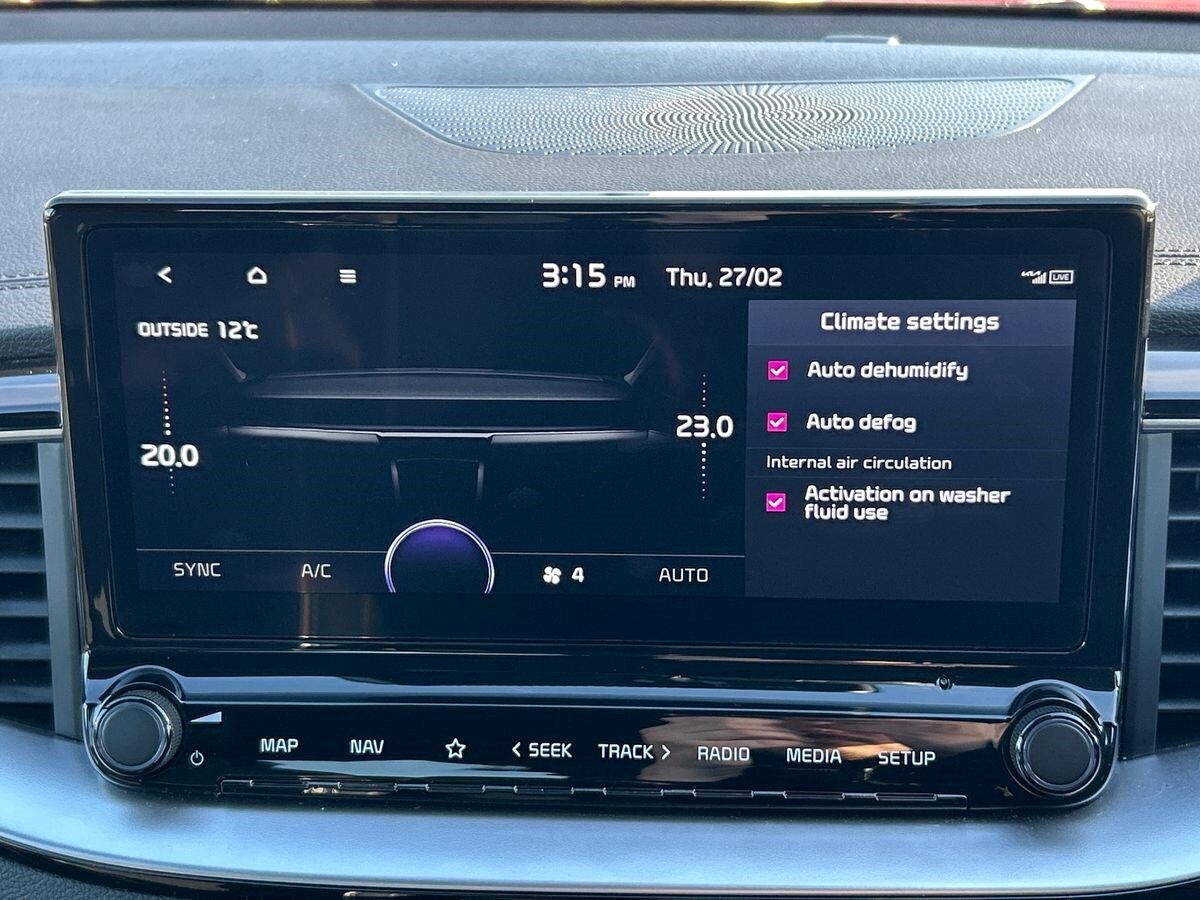 3:15 PM Thu, 27/02
LIVE
OUTSIDE 12°C
Climate settings
Auto dehumidify
Auto defog
23.0
20.0
Internal air circulation
Activation on washer
fluid use
SYNC A/C 4 AUTO
MAP NAV SEEK TRACK RADIO MEDIA SETUP